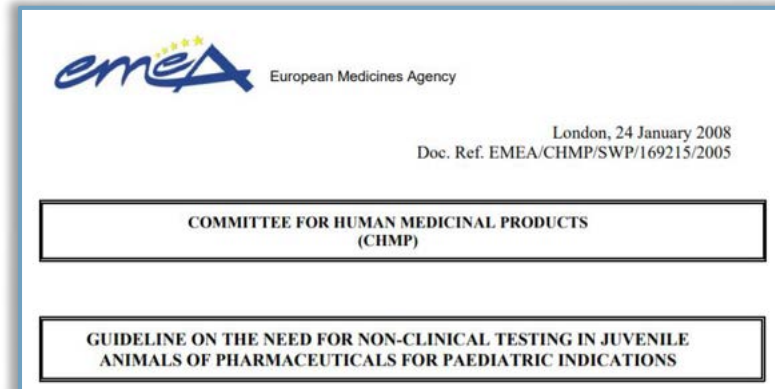 emeA
European Medicines Agency
London, 24 January 2008
Doc. Ref. EMEA/CHMP/SWP/169215/2005
COMMITTEE FOR HUMAN MEDICINAL PRODUCTS
(CHMP)
GUIDELINE ON THE NEED FOR NON-CLINICAL TESTING IN JUVENILE
ANIMALS OF PHARMACEUTICALS FOR PAEDIATRIC INDICATIONS